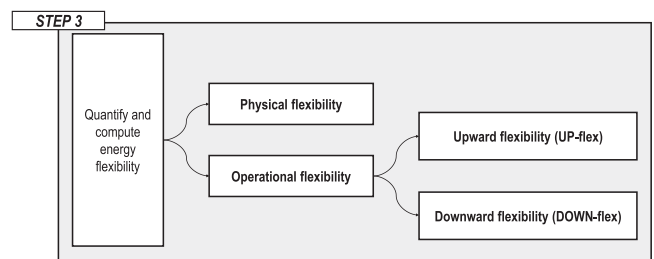 STEP 3
Quantify and
compute
energy
flexibility
Physical flexibility
Operational flexibility
Upward flexibility (UP-flex)
Downward flexibility (DOWN-flex)